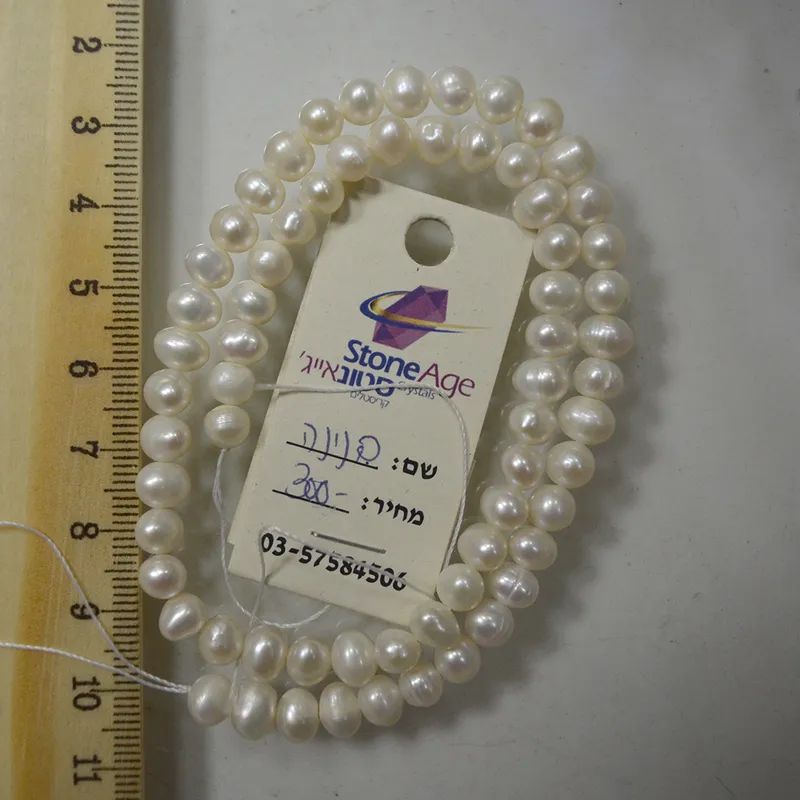 2
3
4
5
6
7
8
9
10
11
StoneAge
סטונאייג'
Crystals
קריסטלים
שם: פנינה
מחיר: 300-
03-57584506